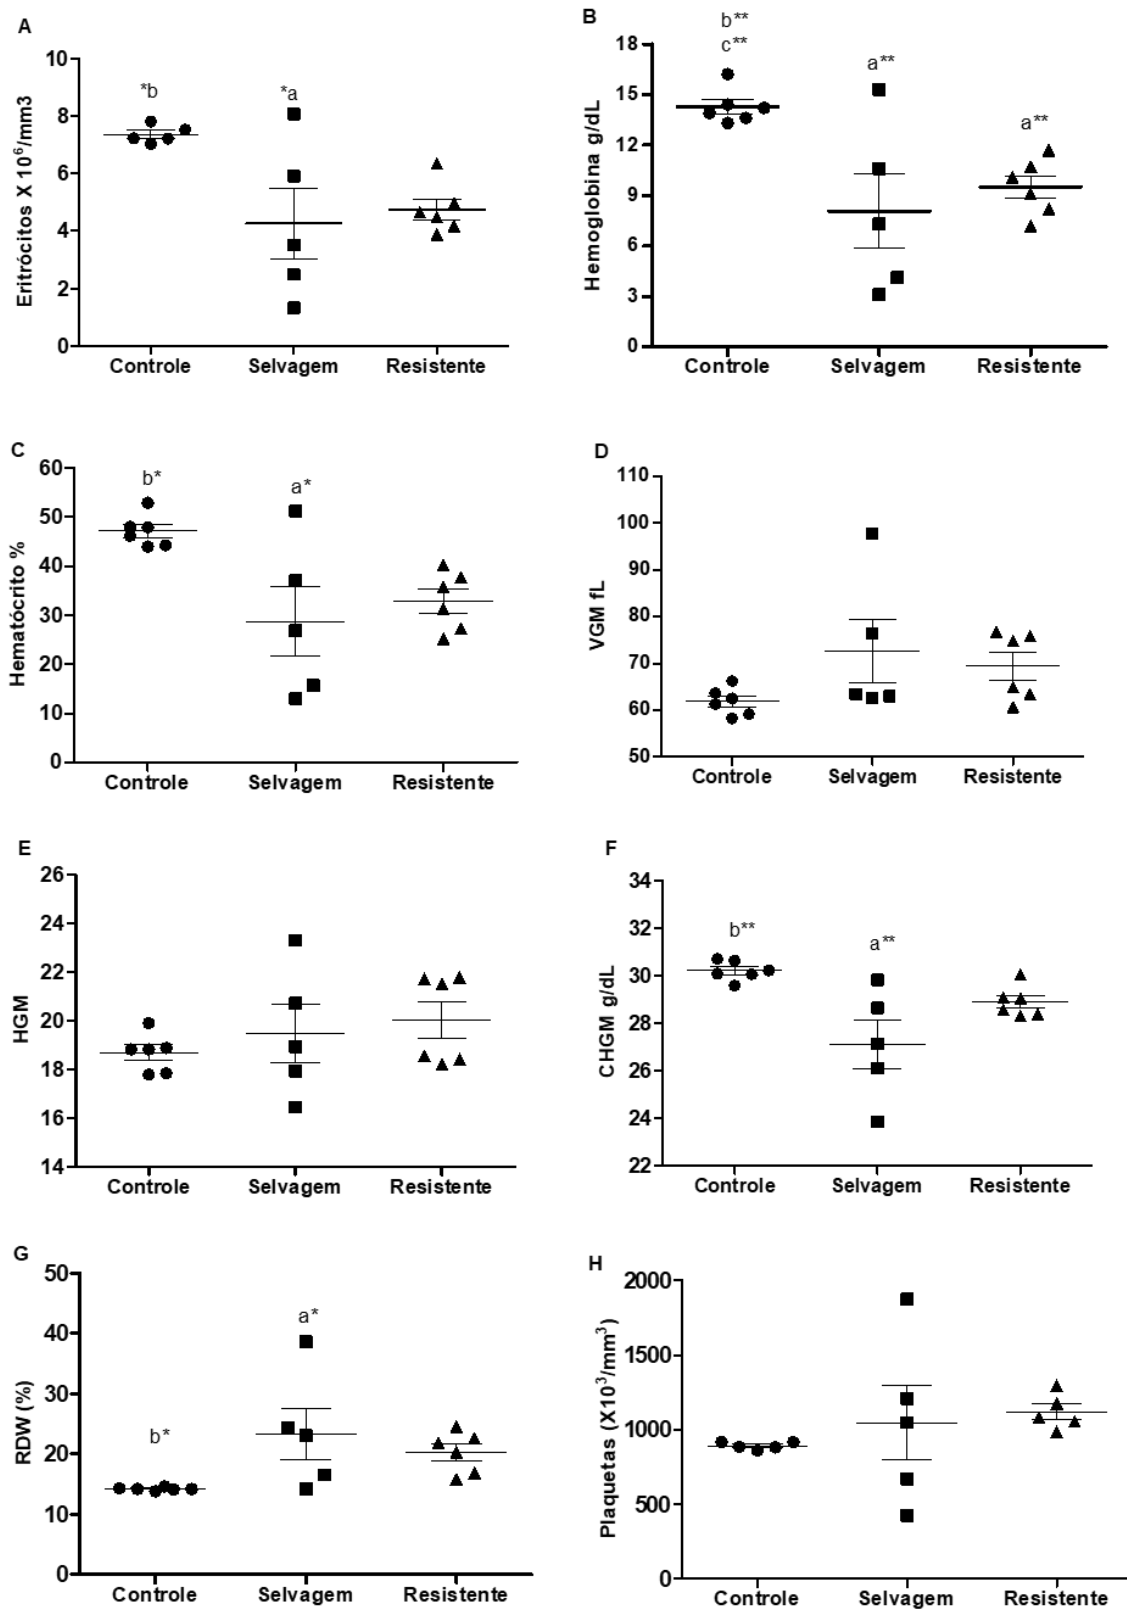 A
*b
*a
Eritrócitos X 10⁶/mm3
10
8
6
4
2
0
Controle Selvagem Resistente
B
b**
c**
a**
a**
Hemoglobina g/dL
18
15
12
9
6
3
0
Controle Selvagem Resistente
C
b*
a*
Hematócrito %
60
50
40
30
20
10
0
Controle Selvagem Resistente
D
VGM fL
110
100
90
80
70
60
50
Controle Selvagem Resistente
E
HGM
26
24
22
20
18
16
14
Controle Selvagem Resistente
F
b**
a**
CHGM g/dL
34
32
30
28
26
24
22
Controle Selvagem Resistente
G
a*
b*
RDW (%)
50
40
30
20
10
0
Controle Selvagem Resistente
H
Plaquetas (X10³/mm³)
2000
1500
1000
500
0
Controle Selvagem Resistente